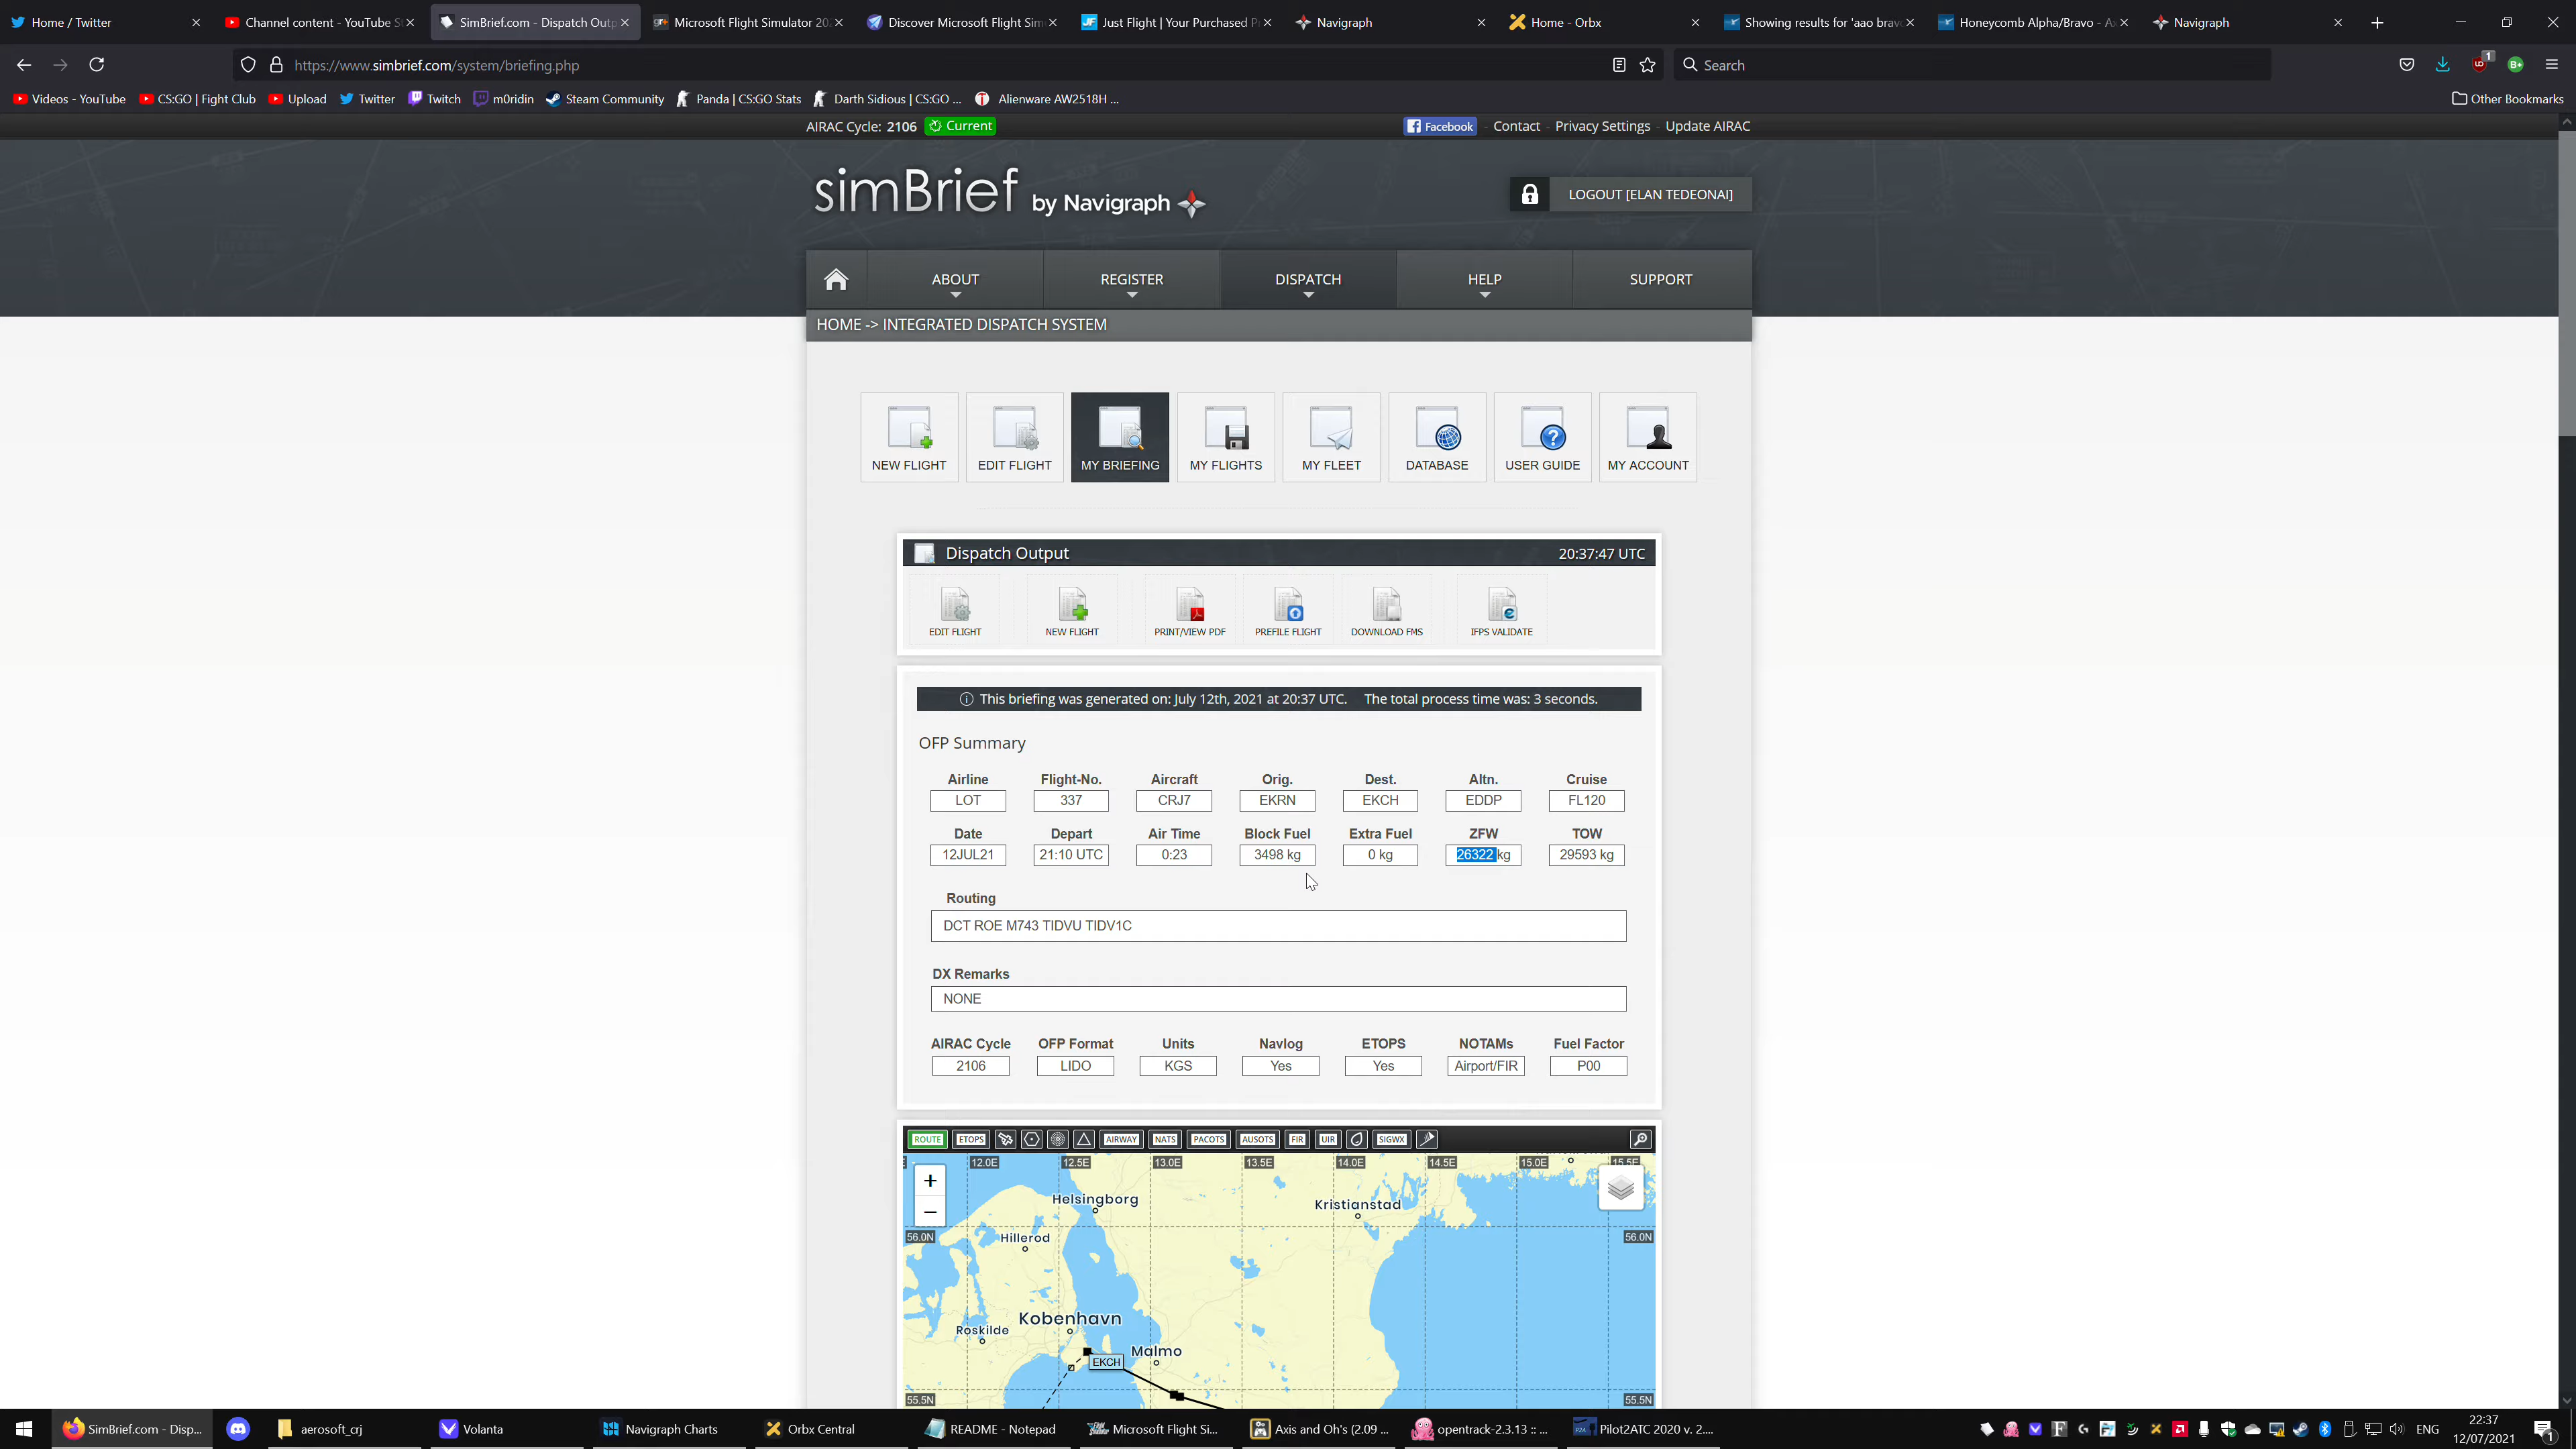 Home / Twitter
Channel content - YouTube St
SimBrief.com - Dispatch Outp
Microsoft Flight Simulator 202
Discover Microsoft Flight Sim
Just Flight | Your Purchased P
Navigraph
Home - Orbx
Showing results for 'aao bravo
Honeycomb Alpha/Bravo - Ax
Navigraph
https://www.simbrief.com/system/briefing.php
Search
1
Videos - YouTube
CS:GO | Fight Club
Upload
Twitter
Twitch
m0ridin
Steam Community
Panda | CS:GO Stats
Darth Sidious | CS:GO ...
Alienware AW2518H ...
Other Bookmarks
AIRAC Cycle: 2106 Current
Facebook - Contact - Privacy Settings - Update AIRAC
simBrief by Navigraph
LOGOUT [ELAN TEDEONAI]
ABOUT
REGISTER
DISPATCH
HELP
SUPPORT
HOME -> INTEGRATED DISPATCH SYSTEM
NEW FLIGHT
EDIT FLIGHT
MY BRIEFING
MY FLIGHTS
MY FLEET
DATABASE
USER GUIDE
MY ACCOUNT
Dispatch Output
20:37:47 UTC
EDIT FLIGHT
NEW FLIGHT
PRINT/VIEW PDF
PREFILE FLIGHT
DOWNLOAD FMS
IFPS VALIDATE
This briefing was generated on: July 12th, 2021 at 20:37 UTC. The total process time was: 3 seconds.
OFP Summary
Airline Flight-No. Aircraft Orig. Dest. Altn. Cruise
LOT 337 CRJ7 EKRN EKCH EDDP FL120
Date Depart Air Time Block Fuel Extra Fuel ZFW TOW
12JUL21 21:10 UTC 0:23 3498 kg 0 kg 26322 kg 29593 kg
Routing
DCT ROE M743 TIDVU TIDV1C
DX Remarks
NONE
AIRAC Cycle OFP Format Units Navlog ETOPS NOTAMs Fuel Factor
2106 LIDO KGS Yes Yes Airport/FIR P00
ROUTE ETOPS AIRWAY NATS PACOTS AUSOTS FIR UIR SIGWX
12.0E 12.5E 13.0E 13.5E 14.0E 14.5E 15.0E 15.5E
+
−
Helsingborg
Kristianstad
56.0N 56.0N
Hillerod
Kobenhavn
Roskilde
Malmo
EKCH
55.5N 55.5N
SimBrief.com - Disp...
aerosoft_crj
Volanta
Navigraph Charts
Orbx Central
README - Notepad
Microsoft Flight Si...
Axis and Oh's (2.09 ...
opentrack-2.3.13 :: ...
Pilot2ATC 2020 v. 2....
ENG
22:37
12/07/2021
1